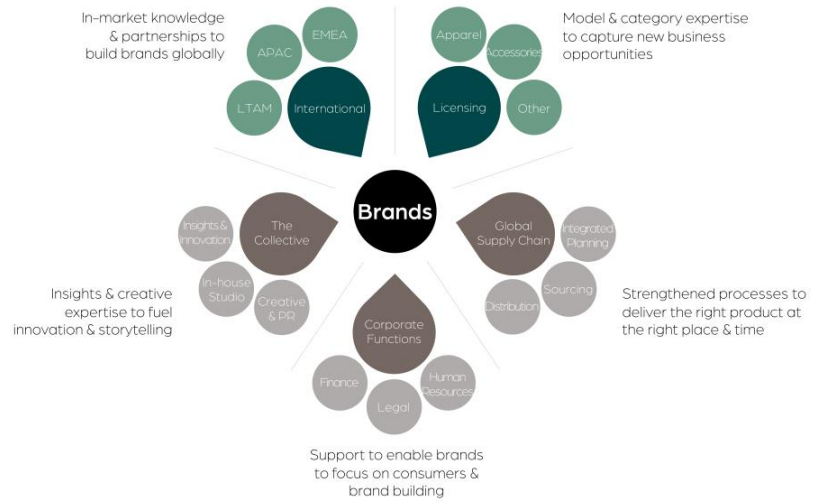 In-market knowledge
& partnerships to
build brands globally
EMEA
APAC
LTAM
International
Model & category expertise
to capture new business
opportunities
Apparel
Accessories
Other
Licensing
Brands
Insights &
Innovation
The
Collective
In-house
Studio
Creative
& PR
Insights & creative
expertise to fuel
innovation & storytelling
Global
Supply Chain
Integrated
Planning
Sourcing
Distribution
Strengthened processes to
deliver the right product at
the right place & time
Corporate
Functions
Finance
Legal
Human
Resources
Support to enable brands
to focus on consumers &
brand building